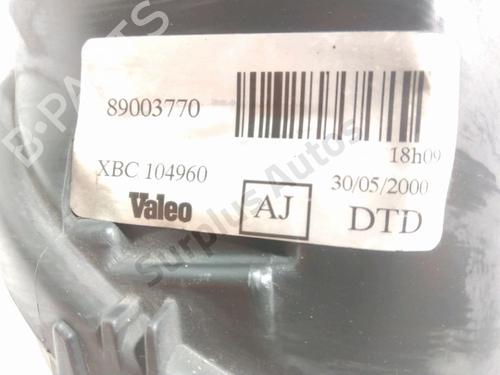 89003770
18h09
XBC 104960
30/05/2000
Valeo
AJ
DTD
B-PARTS
Surplus Autos